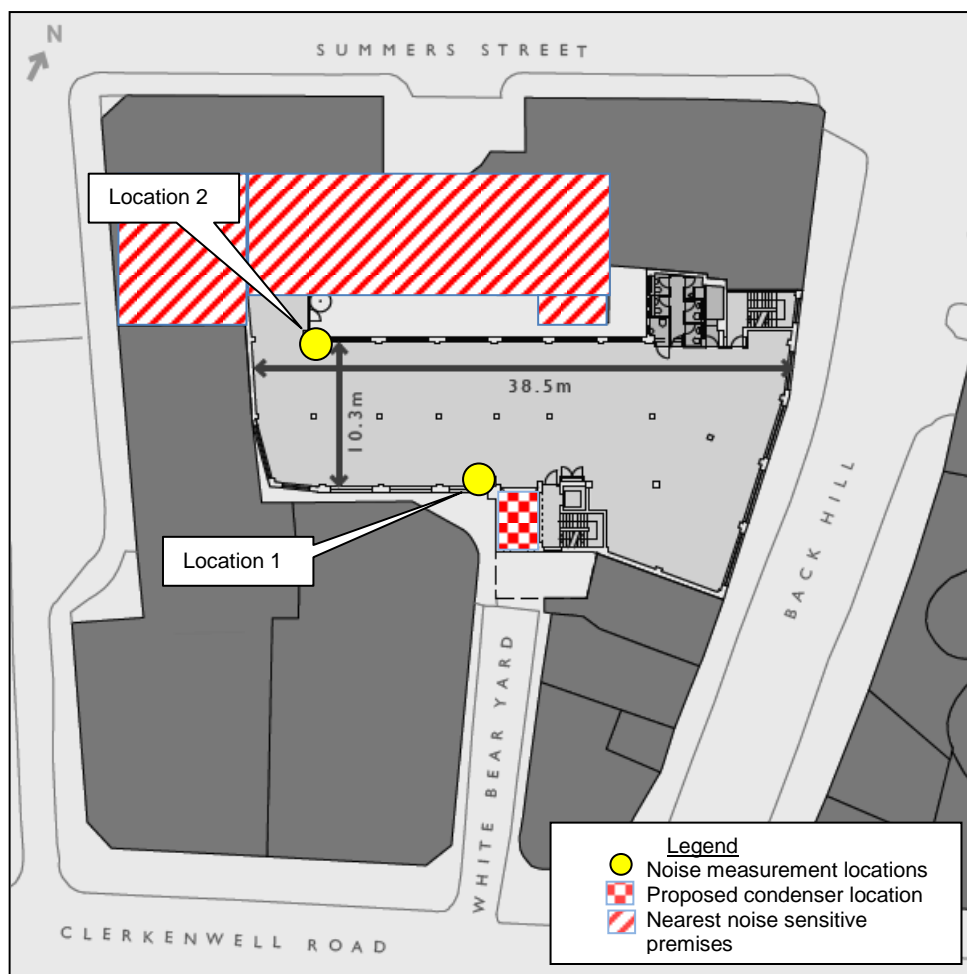 N
SUMMERS STREET
Location 2
38.5m
10.3m
Location 1
BACK HILL
WHITE BEAR YARD
Legend
Noise measurement locations
Proposed condenser location
Nearest noise sensitive
premises
CLERKENWELL ROAD